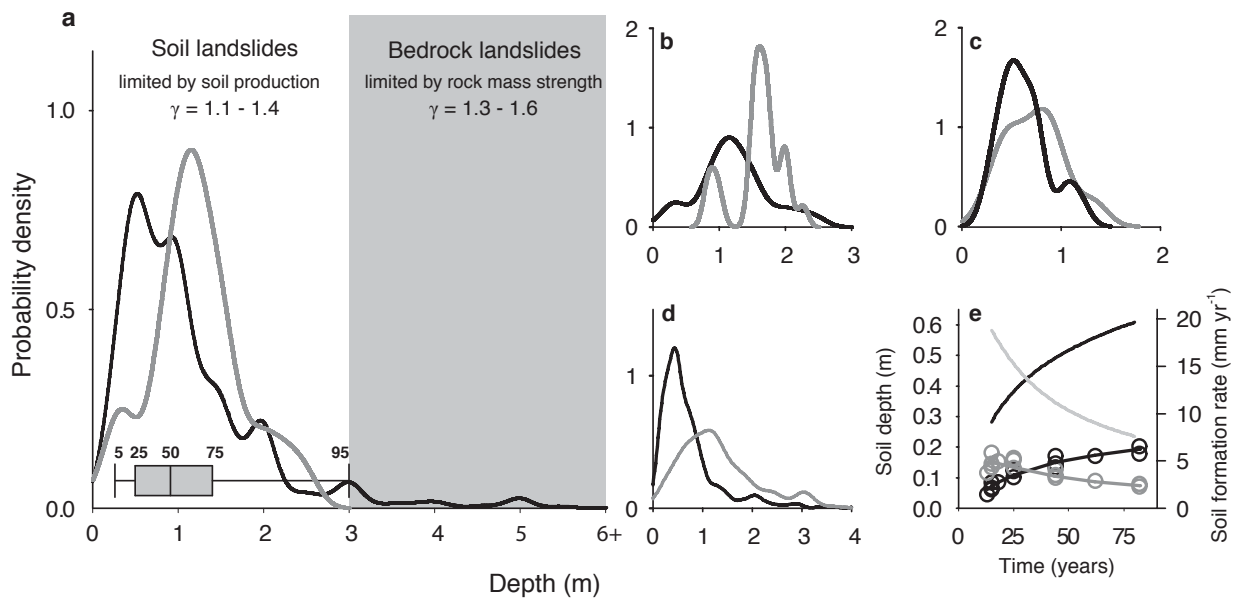 a
Soil landslides
limited by soil production
γ = 1.1 - 1.4
Bedrock landslides
limited by rock mass strength
γ = 1.3 - 1.6
Probability density
1.0
0.5
0.0
5 25 50 75 95
0 1 2 3 4 5 6+
Depth (m)
b
2
1
0
0 1 2 3
c
2
1
0
0 1 2
d
1
0
0 1 2 3 4
e
Soil depth (m)
0.6
0.5
0.4
0.3
0.2
0.1
0.0
20
15
10
5
0
Soil formation rate (mm yr⁻¹)
0 25 50 75
Time (years)